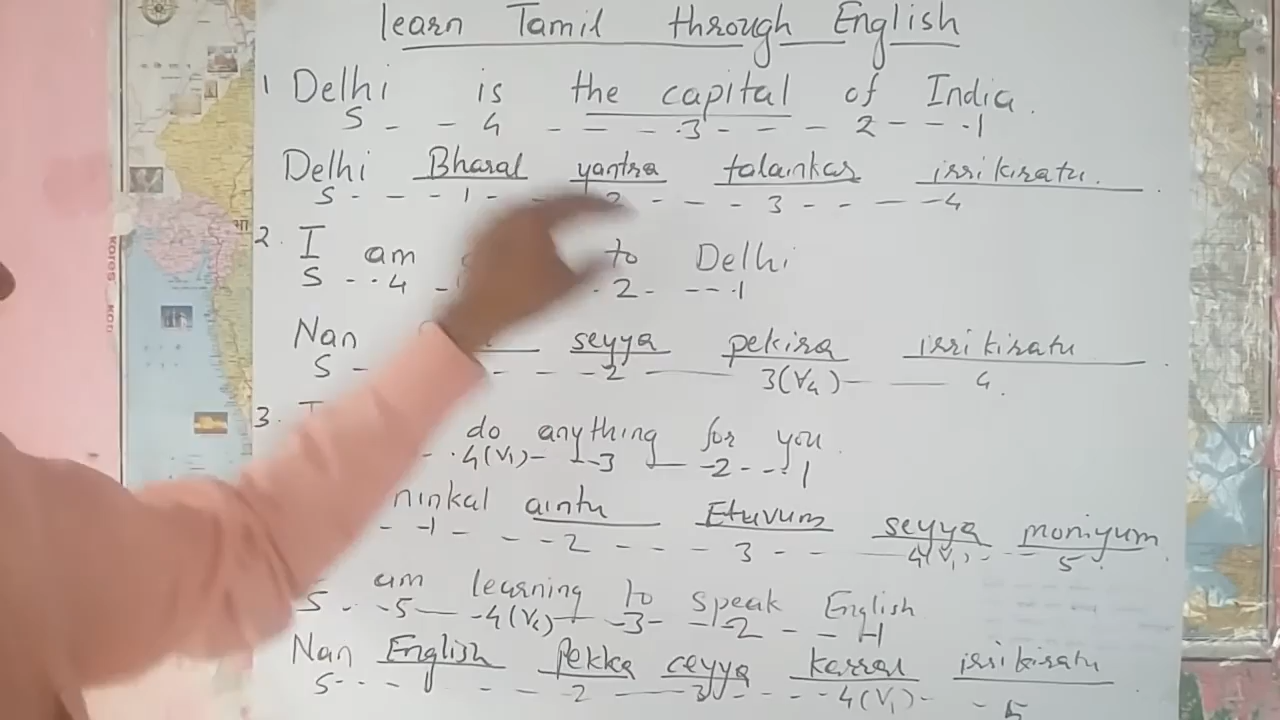 learn Tamil through English
1 Delhi is the capital of India.
S - - 4 - - - 3 - - - 2 - - - 1
Delhi Bharal yantra talainkar irrikiratu.
S - - - 1 - - 2 - - - 3 - - - - 4
2. I am to Delhi
S - - 4 - - 2 - - - - 1
Nan seyya pekira irrikiratu
S - - - - 2 3(V4) 4.
3. do anything for you.
4(V1) - - 3 - 2 - - 1
ninkal aintu Etuvum seyya moniyum.
- - 1 - - - 2 - - - 3 - - 4(V1) - - 5.
am learning to speak English
S - - 5 - 4(V4) - 3 - - 2 - - - 1
Nan English Pekka ceyya karral irrikiratu
S - - - - - - 2 3 - - - - 4(V1) - - 5